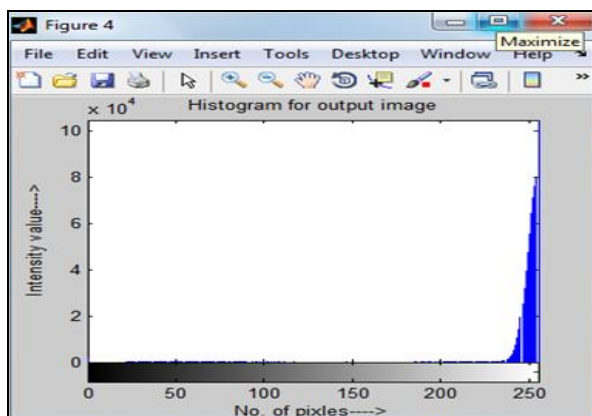 Figure 4
Maximize
File Edit View Insert Tools Desktop Window Help
x 10^4
Histogram for output image
10
8
6
4
2
0
Intensity value---->
0 50 100 150 200 250
No. of pixles---->